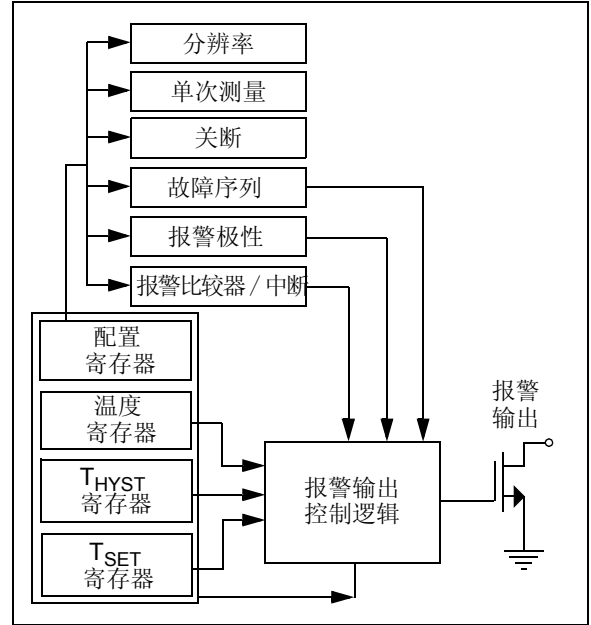 分辨率
单次测量
关断
故障序列
报警极性
报警比较器 / 中断
配置
寄存器
温度
寄存器
THYST
寄存器
TSET
寄存器
报警输出
控制逻辑
报警
输出